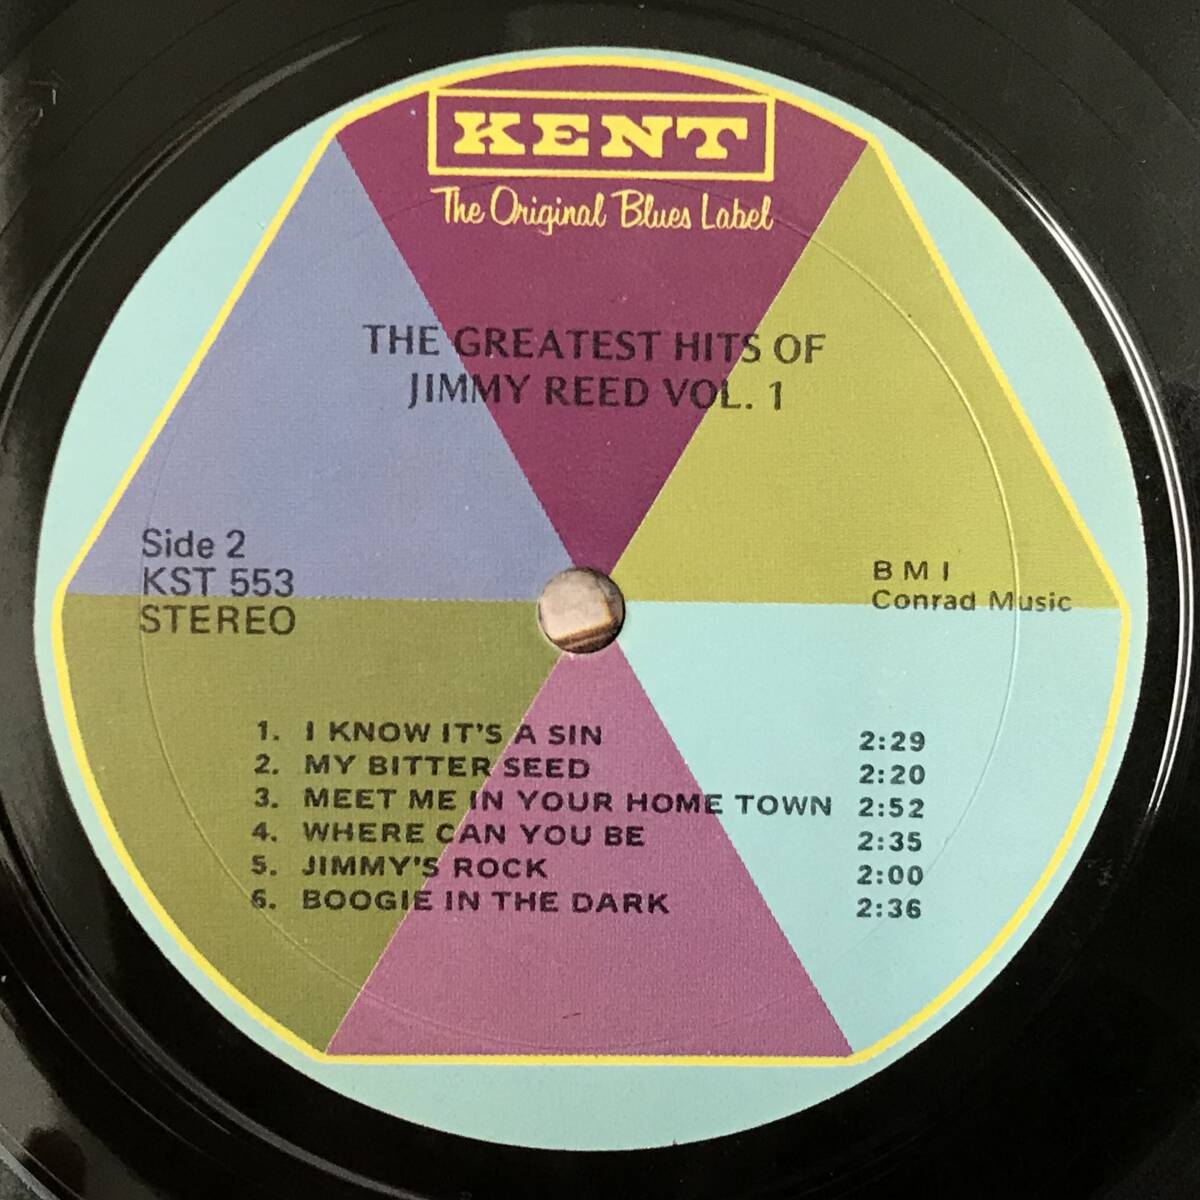 KENT
The Original Blues Label
THE GREATEST HITS OF
JIMMY REED VOL. 1
Side 2
KST 553
STEREO
B M I
Conrad Music
1. I KNOW IT'S A SIN 2:29
2. MY BITTER SEED 2:20
3. MEET ME IN YOUR HOME TOWN 2:52
4. WHERE CAN YOU BE 2:35
5. JIMMY'S ROCK 2:00
6. BOOGIE IN THE DARK 2:36